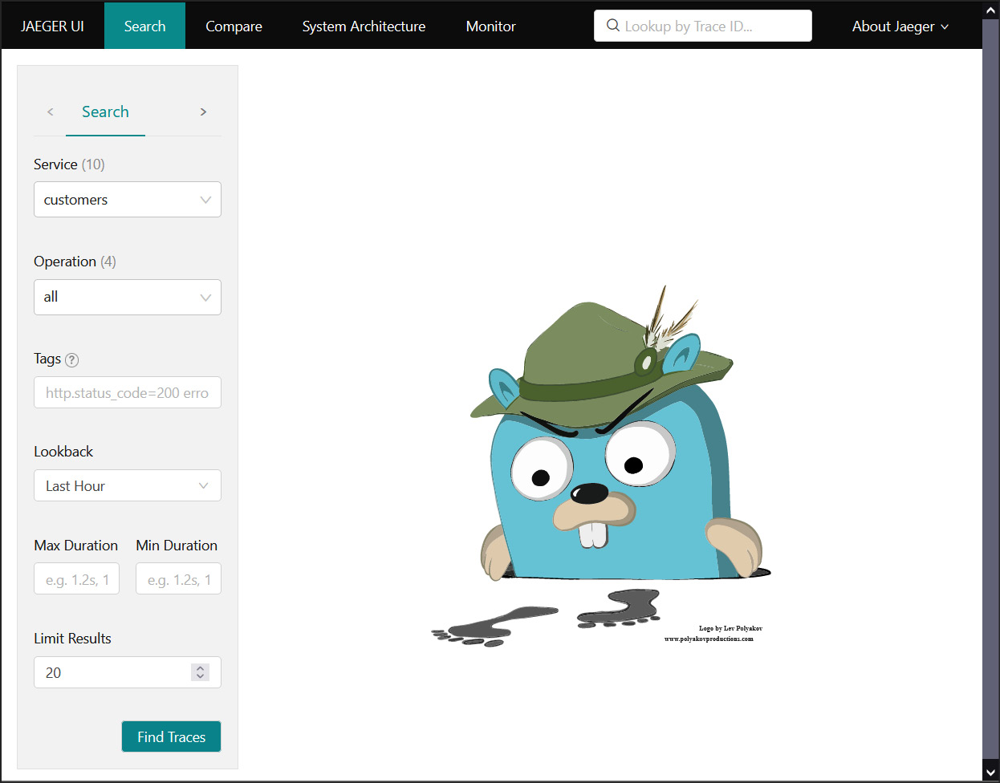 JAEGER UI Search Compare System Architecture Monitor Lookup by Trace ID... About Jaeger
Search
Service (10)
customers
Operation (4)
all
Tags ?
http.status_code=200 erro
Lookback
Last Hour
Max Duration Min Duration
e.g. 1.2s, 1 e.g. 1.2s, 1
Limit Results
20
Find Traces
Logo by Lev Polyakov
www.polyakovproductions.com